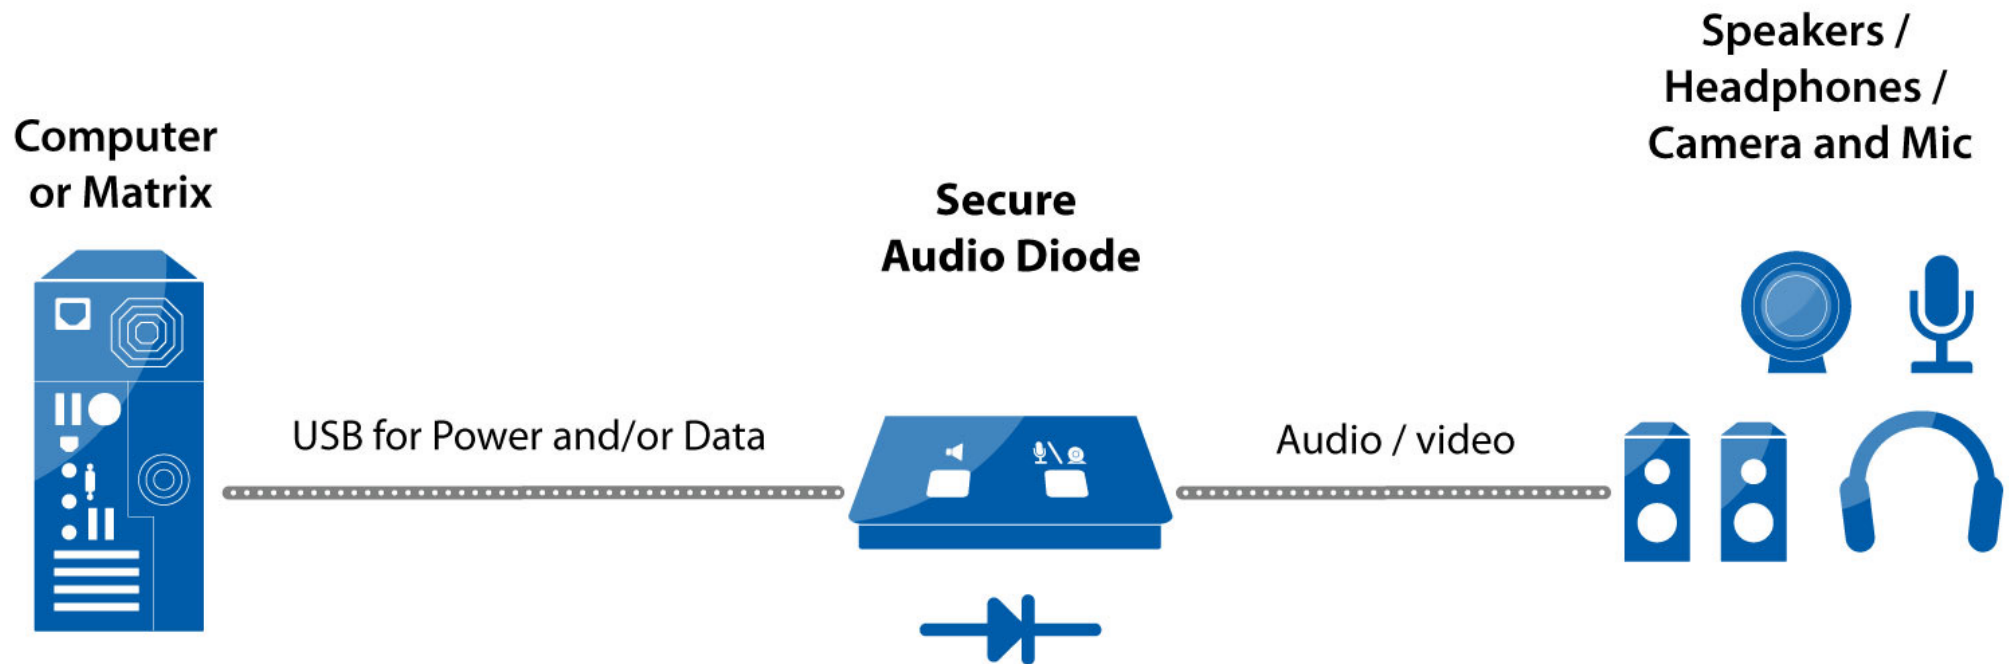 Computer
or Matrix
USB for Power and/or Data
Secure
Audio Diode
Audio / video
Speakers /
Headphones /
Camera and Mic